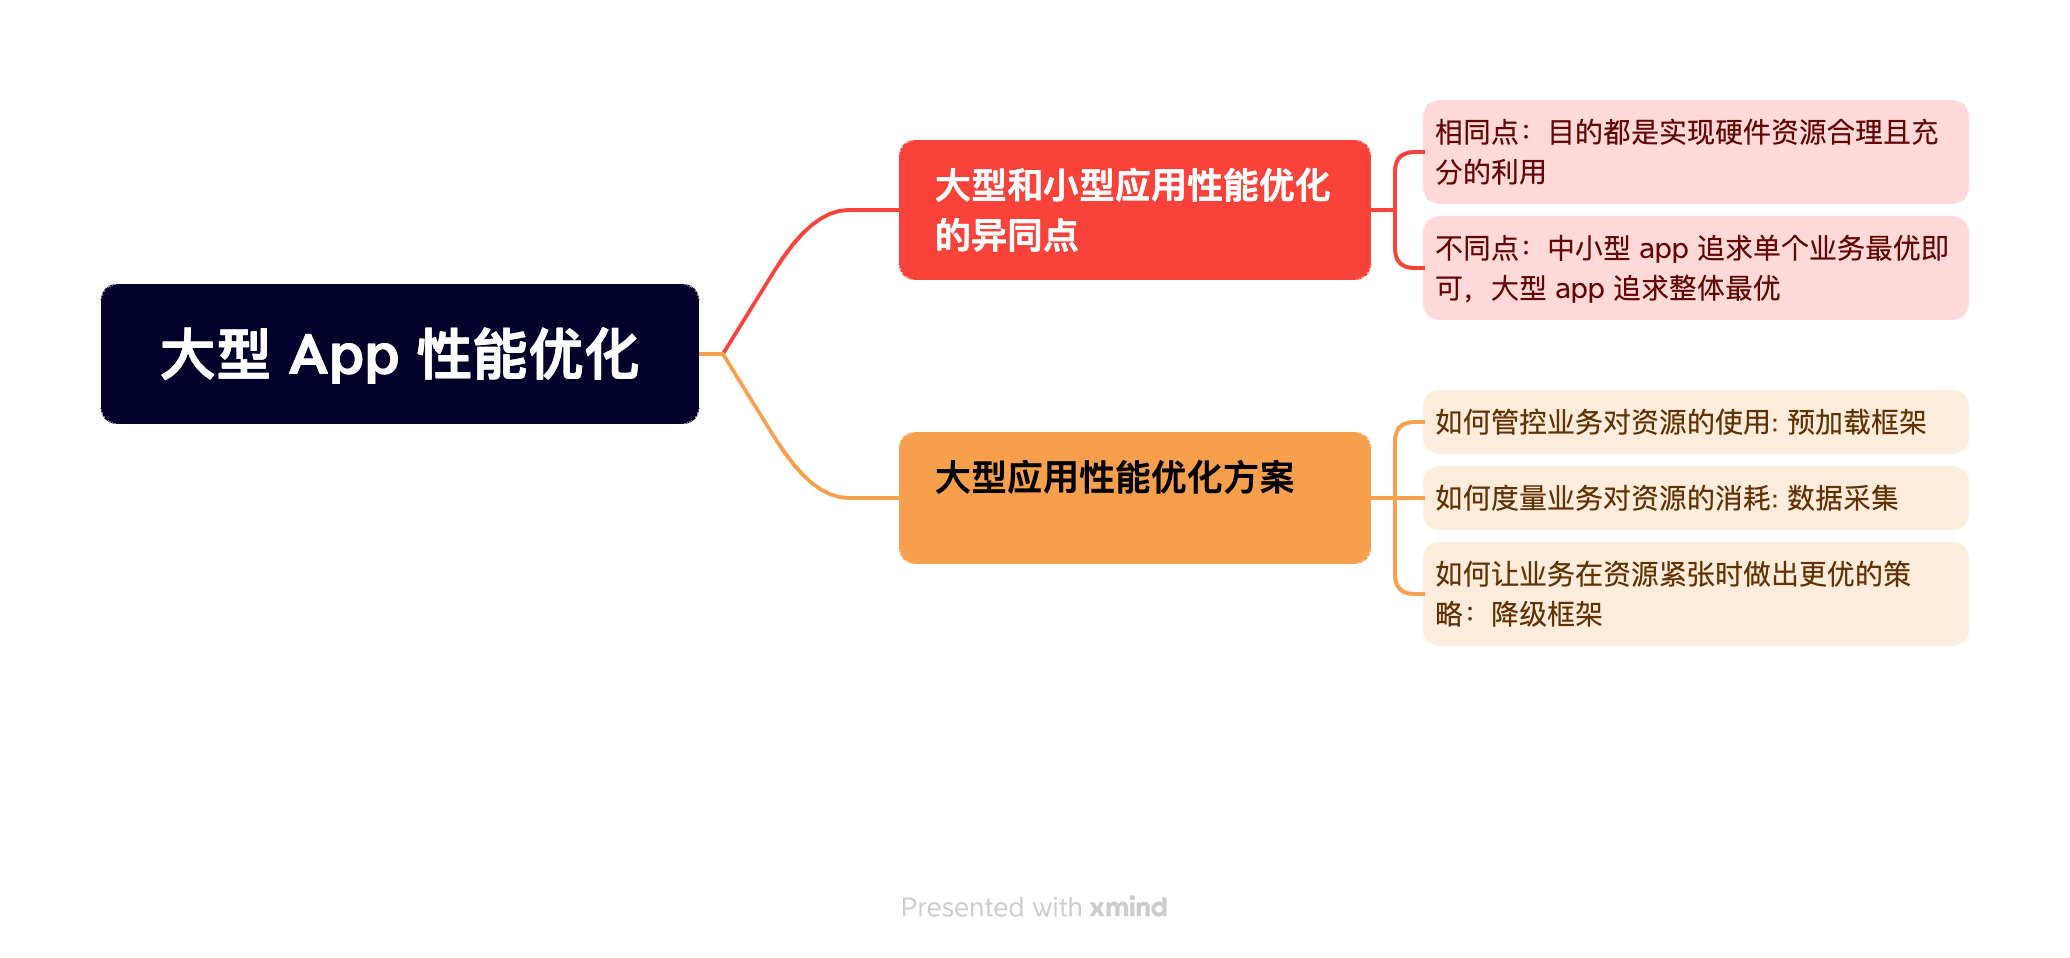 大型 App 性能优化
大型和小型应用性能优化
的异同点
相同点：目的都是实现硬件资源合理且充
分的利用
不同点：中小型 app 追求单个业务最优即
可，大型 app 追求整体最优
大型应用性能优化方案
如何管控业务对资源的使用: 预加载框架
如何度量业务对资源的消耗: 数据采集
如何让业务在资源紧张时做出更优的策
略：降级框架
Presented with xmind